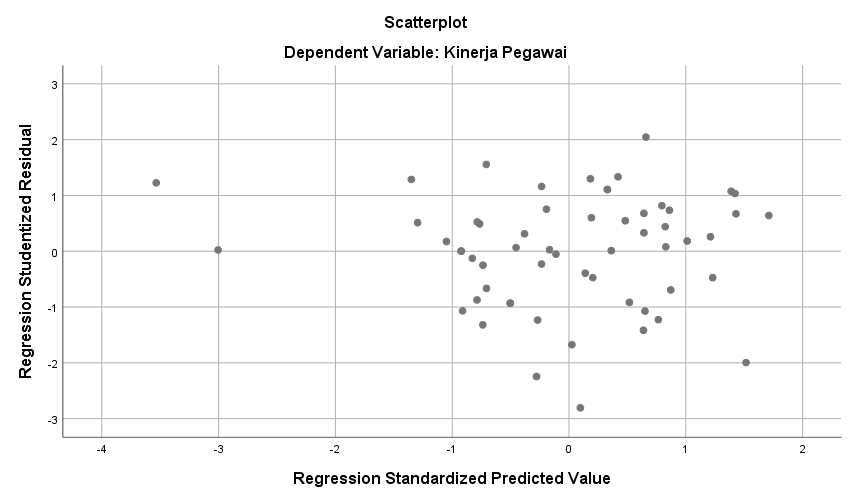 Scatterplot
Dependent Variable: Kinerja Pegawai
Regression Studentized Residual
3
2
1
0
-1
-2
-3
-4 -3 -2 -1 0 1 2
Regression Standardized Predicted Value